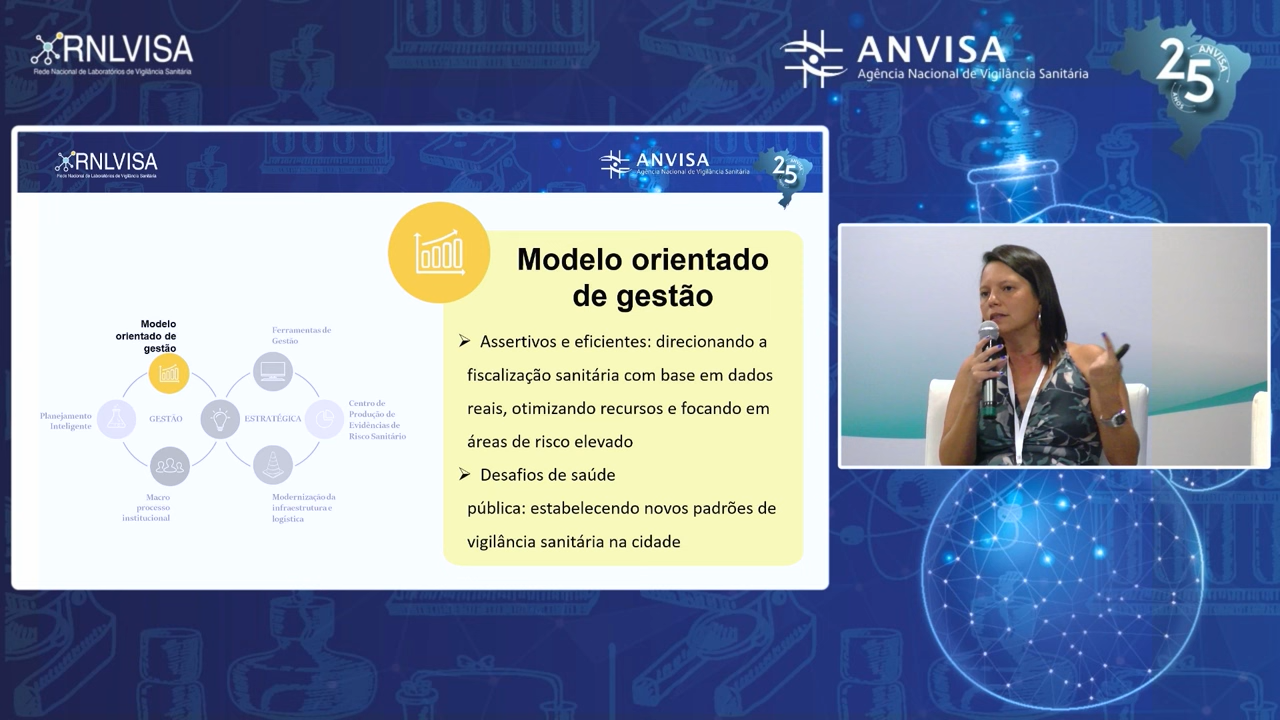 RNLVISA
Rede Nacional de Laboratórios de Vigilância Sanitária
ANVISA
Agência Nacional de Vigilância Sanitária
25
ANVISA
ANOS
RNLVISA
Rede Nacional de Laboratórios de Vigilância Sanitária
ANVISA
Agência Nacional de Vigilância Sanitária
25
Modelo orientado
de gestão
Assertivos e eficientes: direcionando a
fiscalização sanitária com base em dados
reais, otimizando recursos e focando em
áreas de risco elevado
Desafios de saúde
pública: estabelecendo novos padrões de
vigilância sanitária na cidade
Modelo
orientado de
gestão
Ferramentas de
Gestão
Planejamento
Inteligente
GESTÃO
ESTRATÉGICA
Centro de
Produção de
Evidências de
Risco Sanitário
Macro
processo
institucional
Modernização da
infraestrutura e
logística